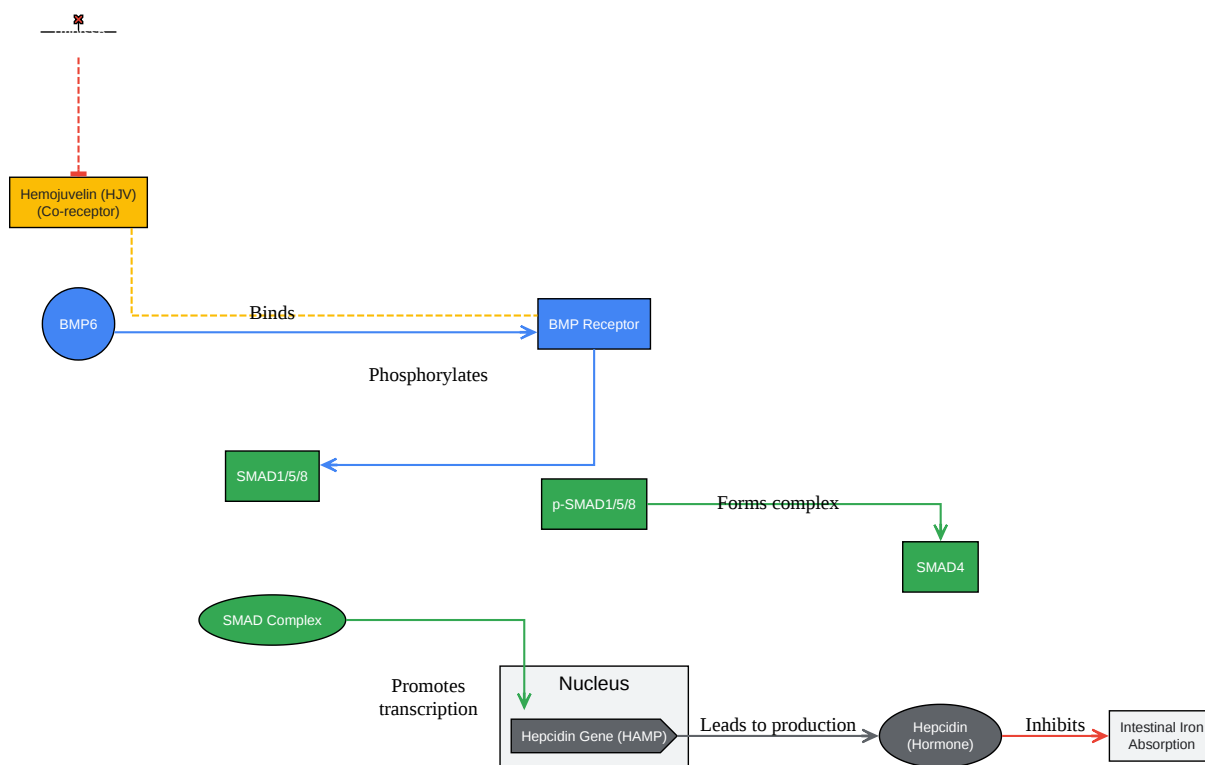 Hemojuvelin (HJV)
(Co-receptor)
Binds
BMP6
BMP Receptor
Phosphorylates
SMAD1/5/8
p-SMAD1/5/8
Forms complex
SMAD4
SMAD Complex
Nucleus
Promotes
transcription
Hepcidin Gene (HAMP)
Leads to production
Hepcidin
(Hormone)
Inhibits
Intestinal Iron
Absorption